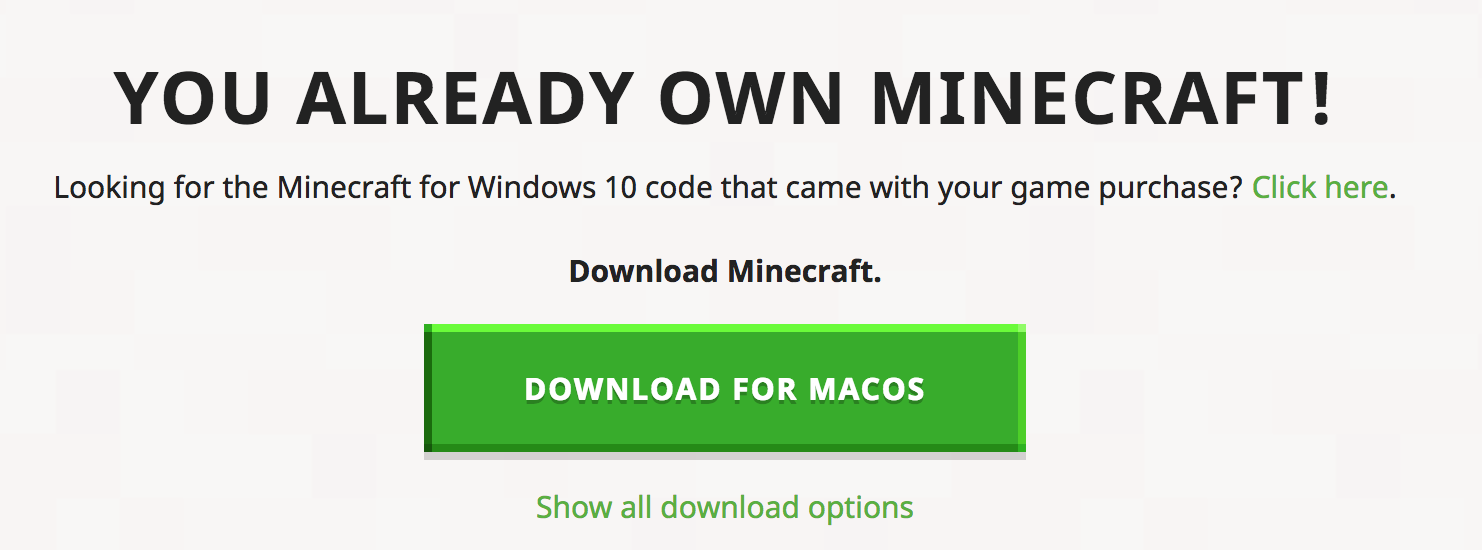 YOU ALREADY OWN MINECRAFT!
Looking for the Minecraft for Windows 10 code that came with your game purchase? Click here.
Download Minecraft.
DOWNLOAD FOR MACOS
Show all download options